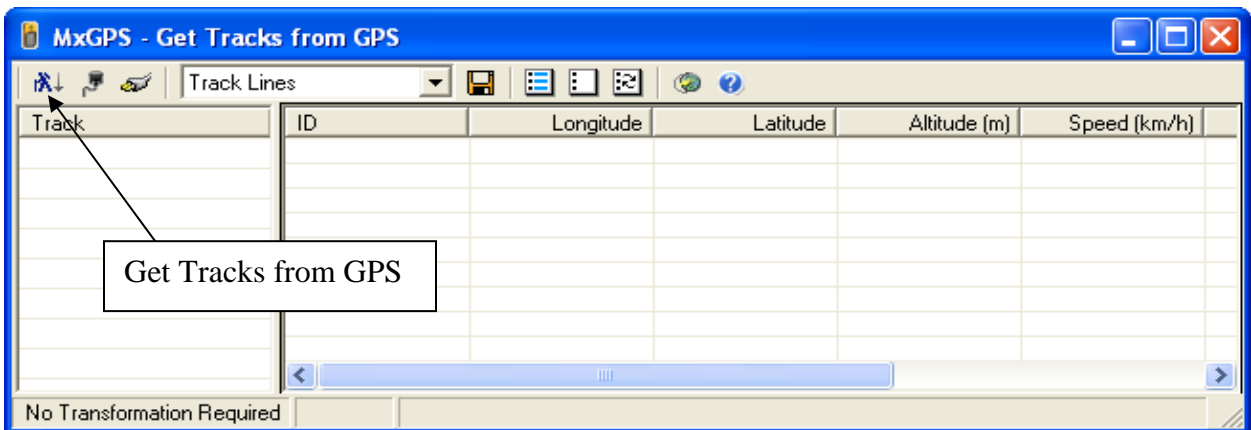 MxGPS - Get Tracks from GPS
Track Lines
Track ID Longitude Latitude Altitude (m) Speed (km/h)
Get Tracks from GPS
No Transformation Required